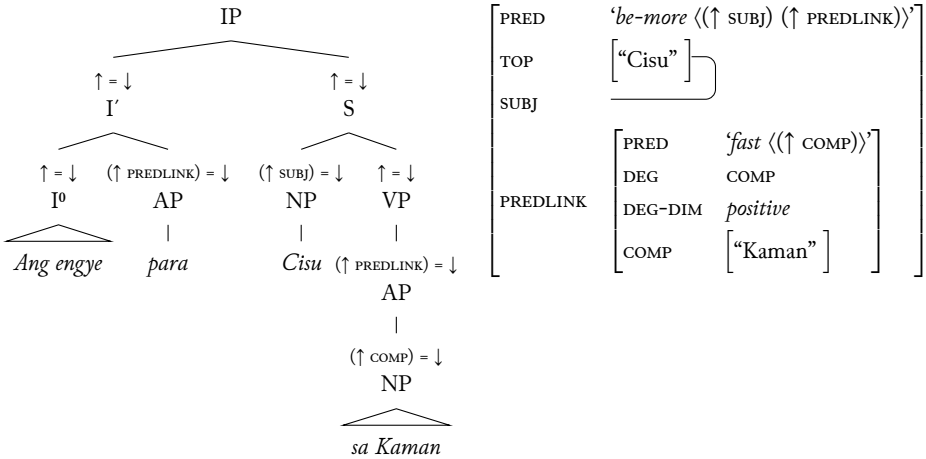 IP
↑ = ↓ ↑ = ↓
I′ S
↑ = ↓ (↑ PREDLINK) = ↓ (↑ SUBJ) = ↓ ↑ = ↓
I⁰ AP NP VP
Ang engye para Cisu (↑ PREDLINK) = ↓
AP
(↑ COMP) = ↓
NP
sa Kaman
PRED ‘be-more ⟨(↑ SUBJ) (↑ PREDLINK)⟩’
TOP [“Cisu” ]
SUBJ
PREDLINK
PRED ‘fast ⟨(↑ COMP)⟩’
DEG COMP
DEG-DIM positive
COMP [“Kaman” ]